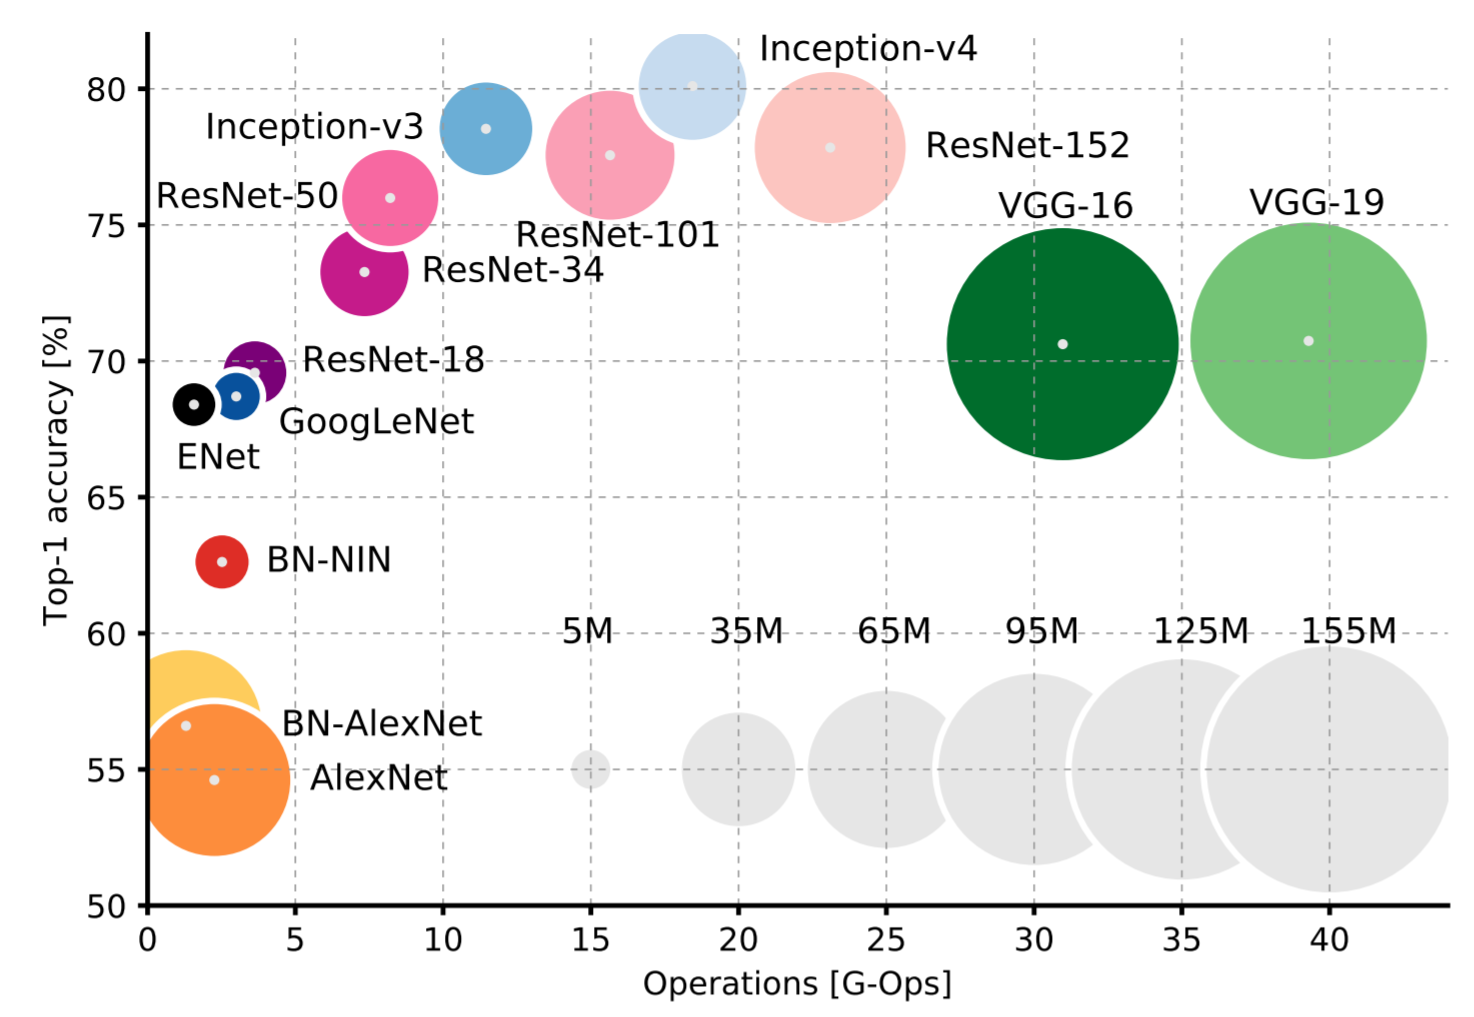 Inception-v4
80
Inception-v3
ResNet-152
ResNet-50
VGG-16
VGG-19
75
ResNet-101
ResNet-34
70
ResNet-18
GoogLeNet
ENet
Top-1 accuracy [%]
65
BN-NIN
60
5M 35M 65M 95M 125M 155M
BN-AlexNet
55
AlexNet
50
0 5 10 15 20 25 30 35 40
Operations [G-Ops]